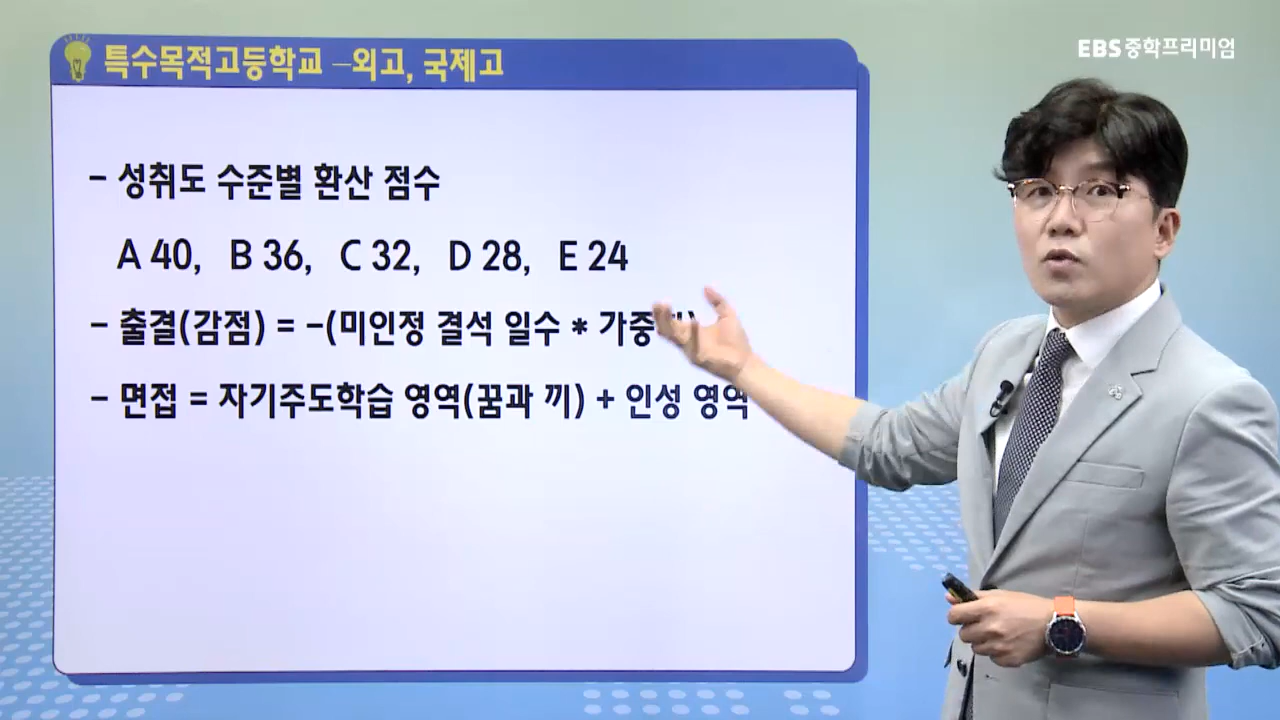 특수목적고등학교 –외고, 국제고
EBS 중학프리미엄
- 성취도 수준별 환산 점수
A 40, B 36, C 32, D 28, E 24
- 출결(감점) = -(미인정 결석 일수 *
- 면접 = 자기주도학습 영역(꿈과 끼) + 인성 영역